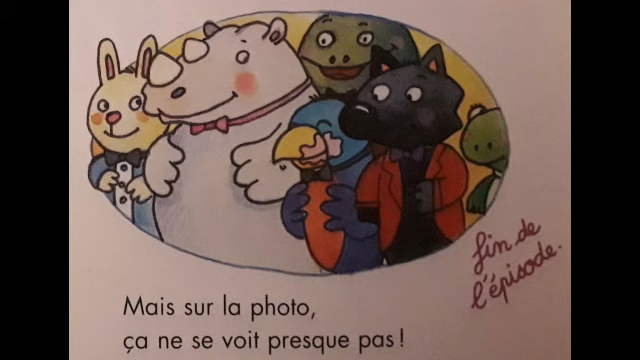 fin de
l'épisode.
Mais sur la photo,
ça ne se voit presque pas !